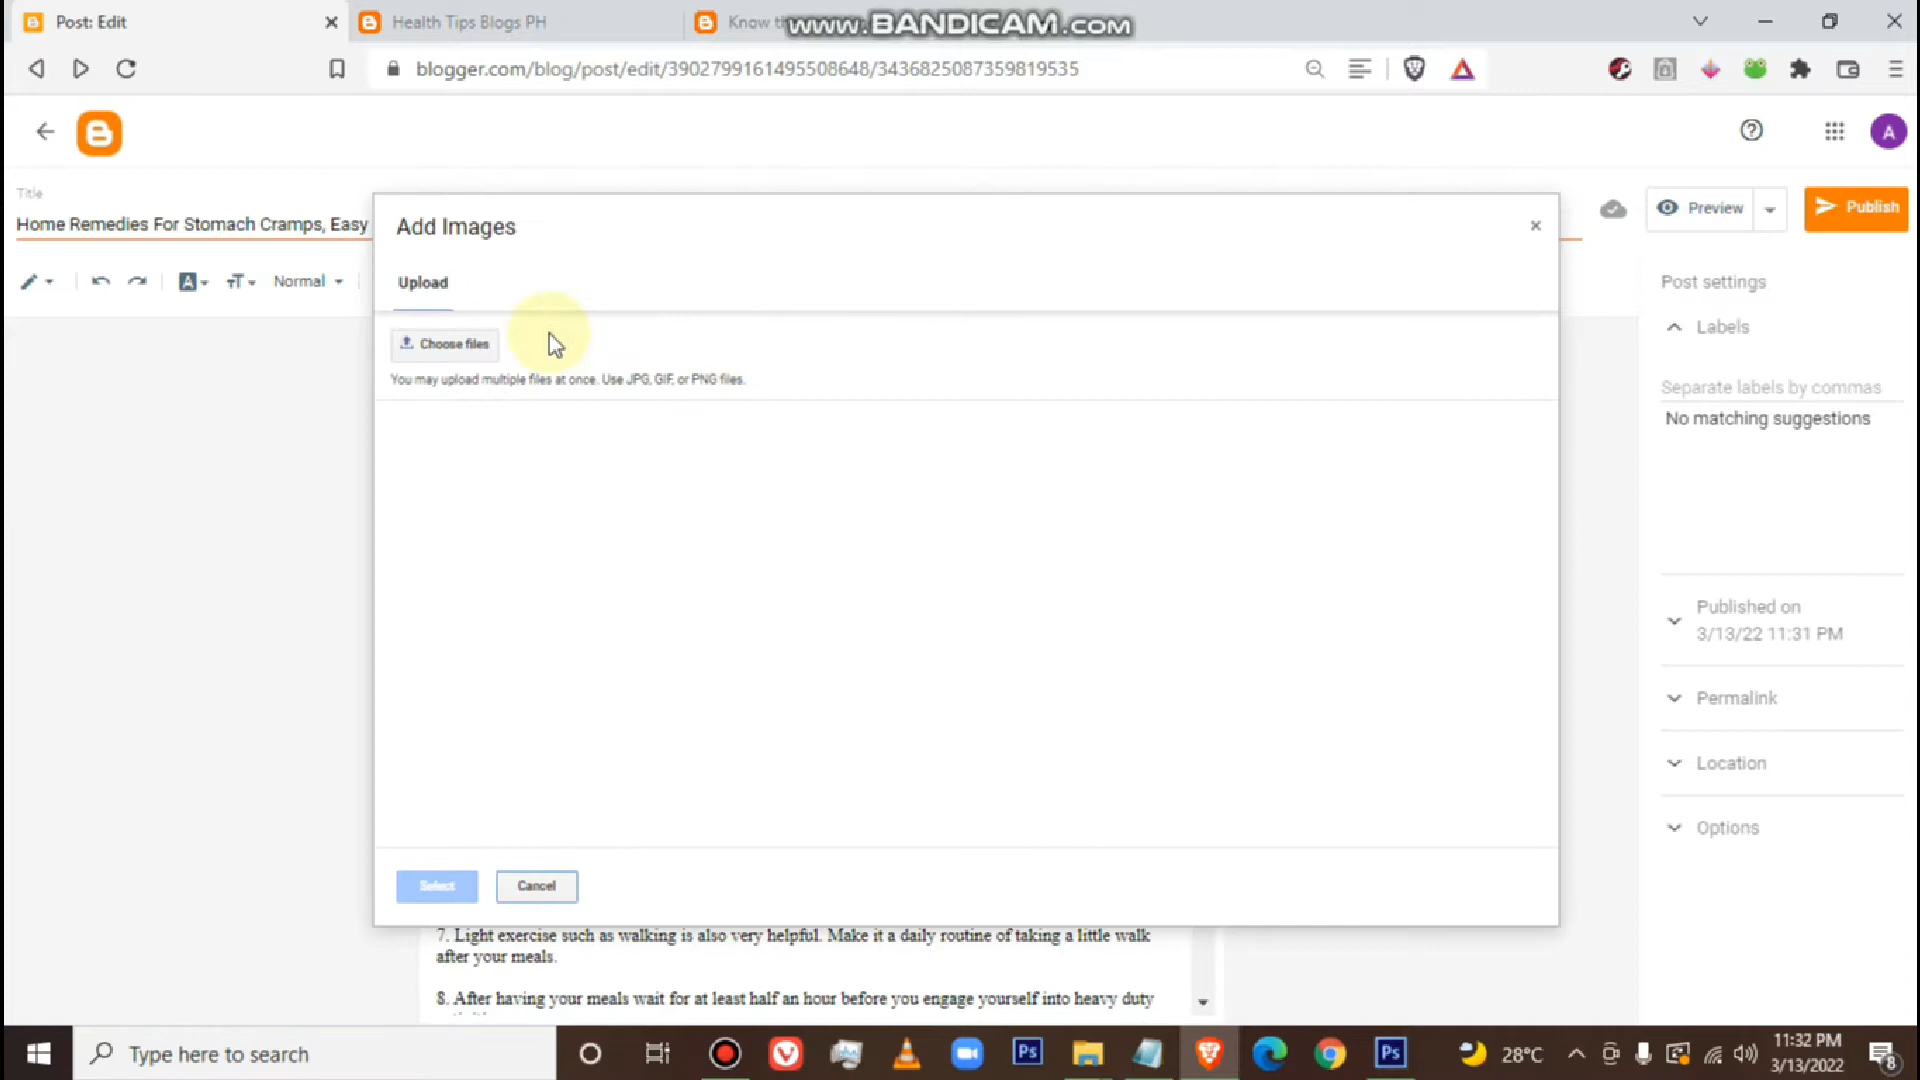 Post: Edit
Health Tips Blogs PH
www.BANDICAM.com
blogger.com/blog/post/edit/3902799161495508648/3436825087359819535
A
Title
Home Remedies For Stomach Cramps, Easy
Preview
Publish
Normal
Add Images
Upload
Choose files
You may upload multiple files at once. Use JPG, GIF, or PNG files.
Select
Cancel
Post settings
Labels
Separate labels by commas
No matching suggestions
Published on
3/13/22 11:31 PM
Permalink
Location
Options
7. Light exercise such as walking is also very helpful. Make it a daily routine of taking a little walk
after your meals.
8. After having your meals wait for at least half an hour before you engage yourself into heavy duty
Type here to search
Ps
Ps
28°C
11:32 PM
3/13/2022
8